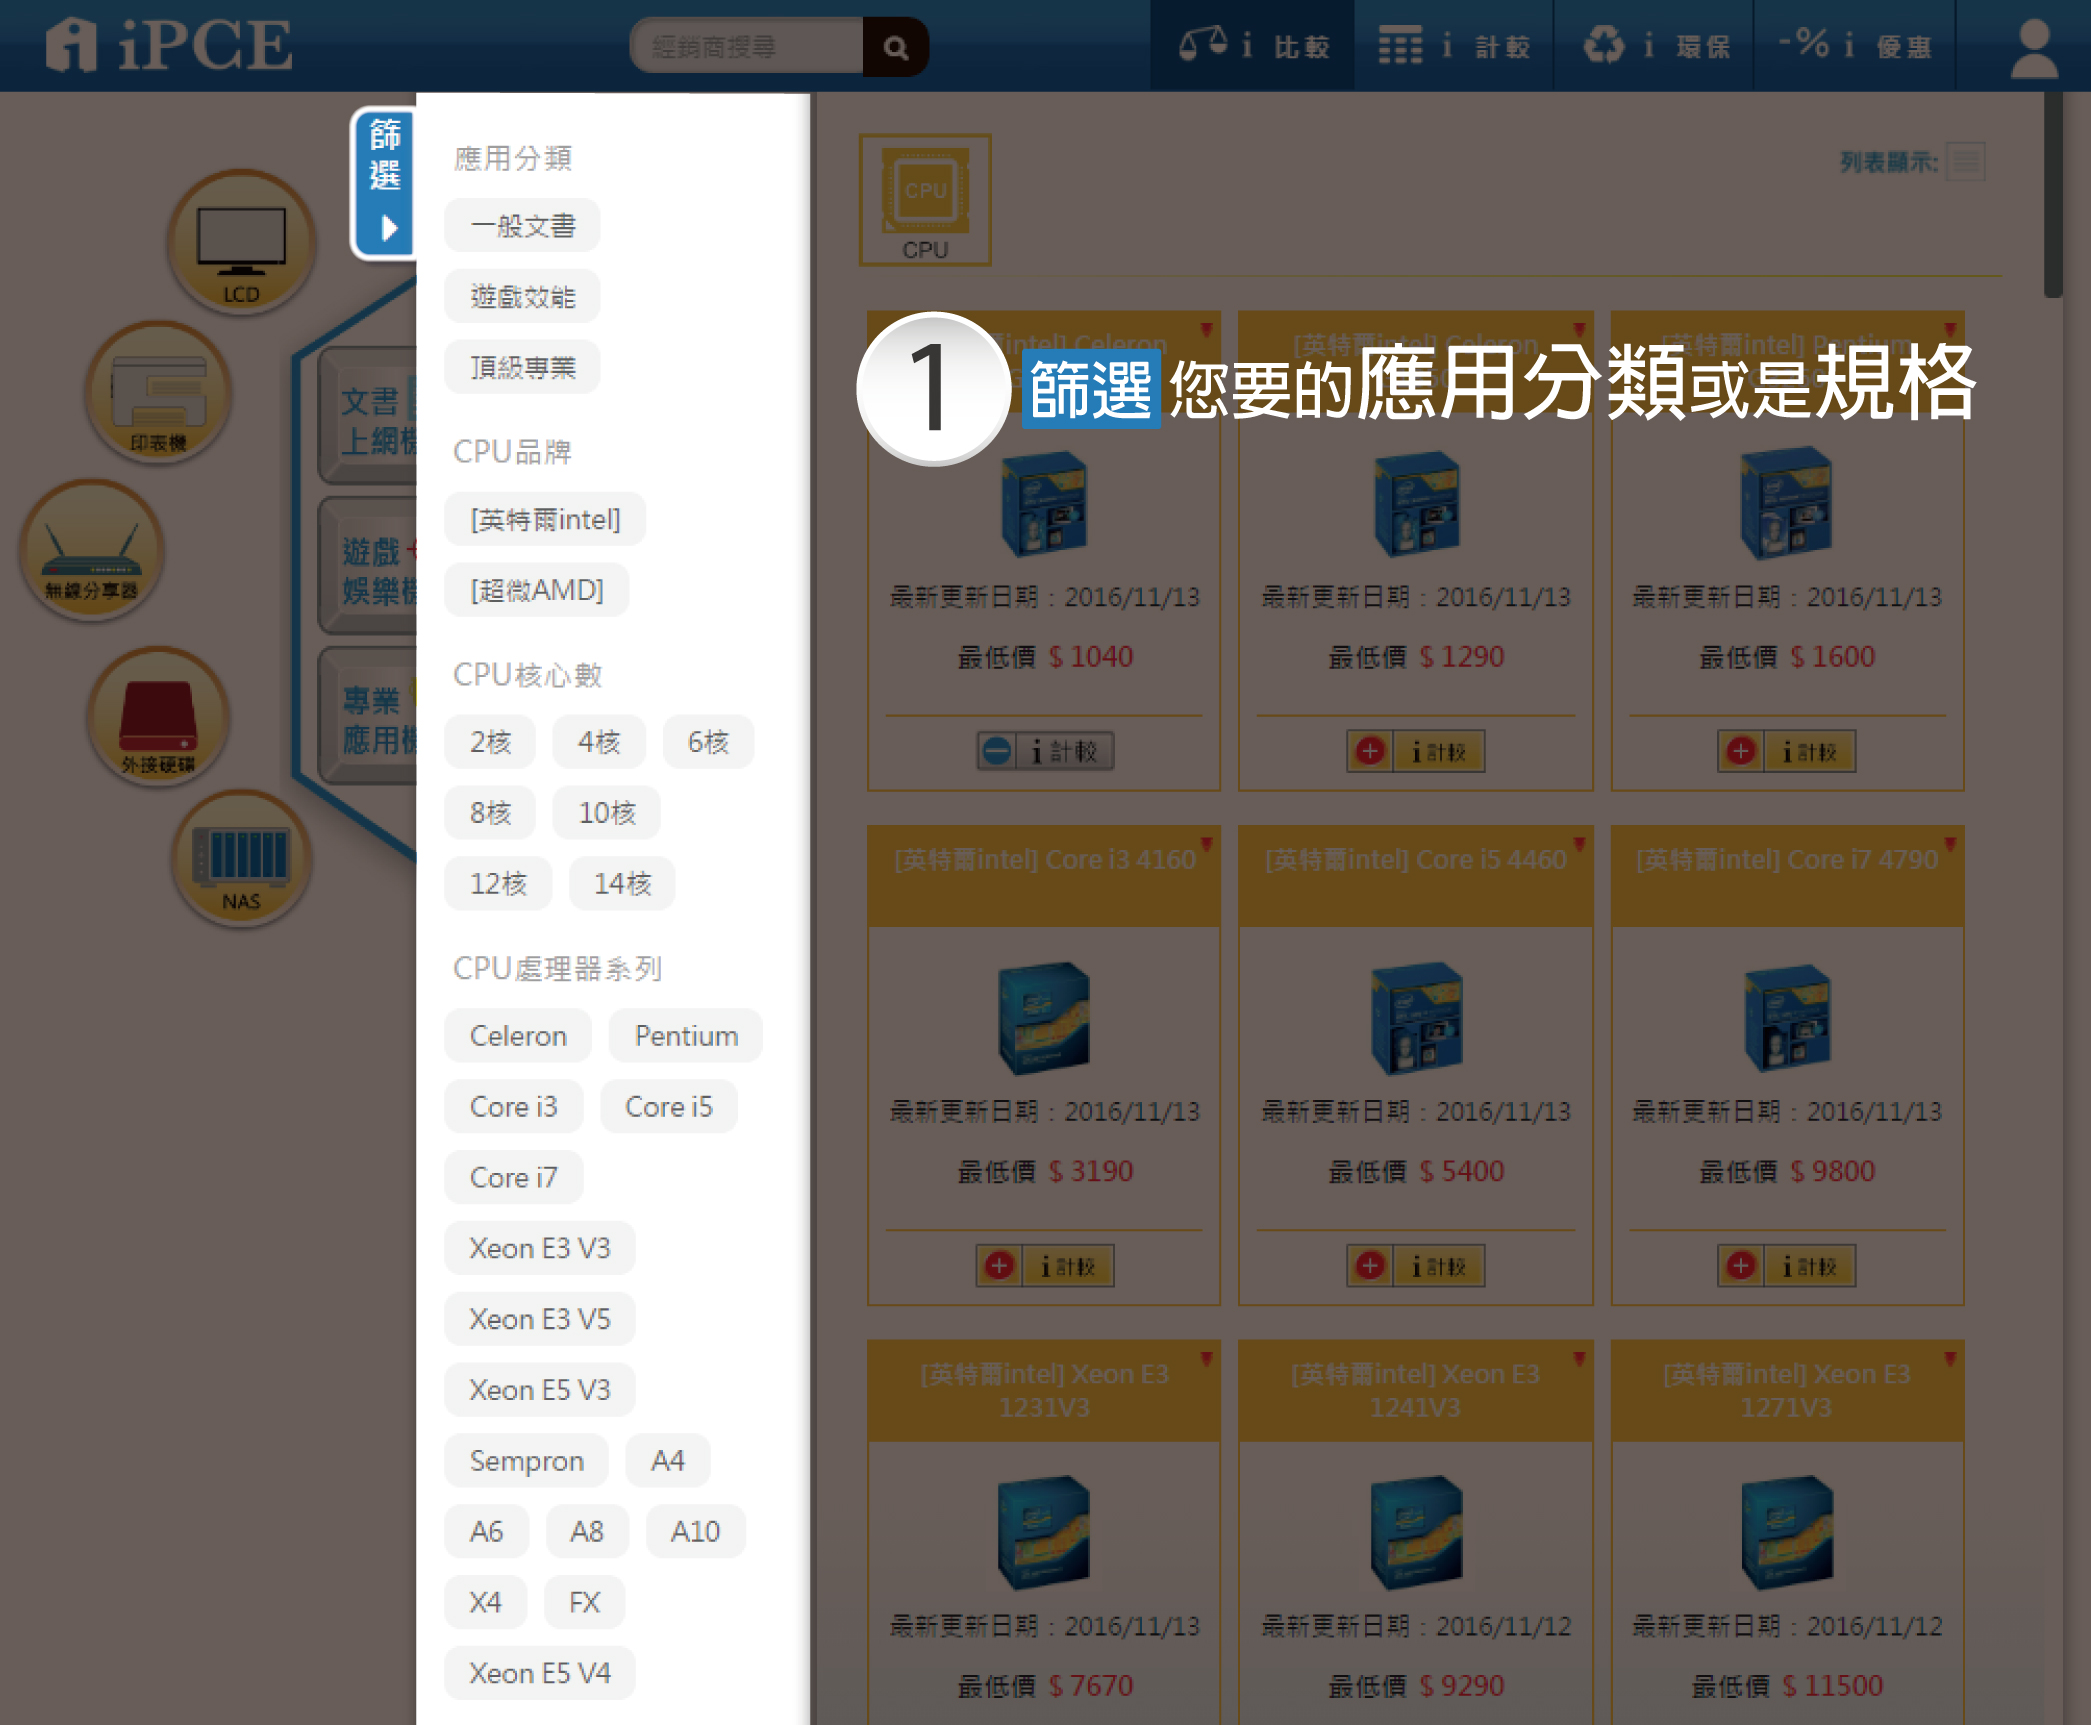 iPCE
經銷商搜尋
i 比較
i 計較
i 環保
-% i 優惠
篩選
LCD
印表機
無線分享器
外接硬碟
NAS
文書
上網機
遊戲
娛樂機
專業
應用機
應用分類
一般文書
遊戲效能
頂級專業
CPU品牌
[英特爾intel]
[超微AMD]
CPU核心數
2核 4核 6核
8核 10核
12核 14核
CPU處理器系列
Celeron Pentium
Core i3 Core i5
Core i7
Xeon E3 V3
Xeon E3 V5
Xeon E5 V3
Sempron A4
A6 A8 A10
X4 FX
Xeon E5 V4
CPU
CPU
列表顯示:
1 篩選 您要的應用分類或是規格
intel] Celeron
[英特爾intel] Celeron
[英特爾intel] Pentium
最新更新日期：2016/11/13
最低價 $ 1040
i 計較
最新更新日期：2016/11/13
最低價 $ 1290
i 計較
最新更新日期：2016/11/13
最低價 $ 1600
i 計較
[英特爾intel] Core i3 4160
最新更新日期：2016/11/13
最低價 $ 3190
i 計較
[英特爾intel] Core i5 4460
最新更新日期：2016/11/13
最低價 $ 5400
i 計較
[英特爾intel] Core i7 4790
最新更新日期：2016/11/13
最低價 $ 9800
i 計較
[英特爾intel] Xeon E3
1231V3
最新更新日期：2016/11/13
最低價 $ 7670
[英特爾intel] Xeon E3
1241V3
最新更新日期：2016/11/12
最低價 $ 9290
[英特爾intel] Xeon E3
1271V3
最新更新日期：2016/11/12
最低價 $ 11500